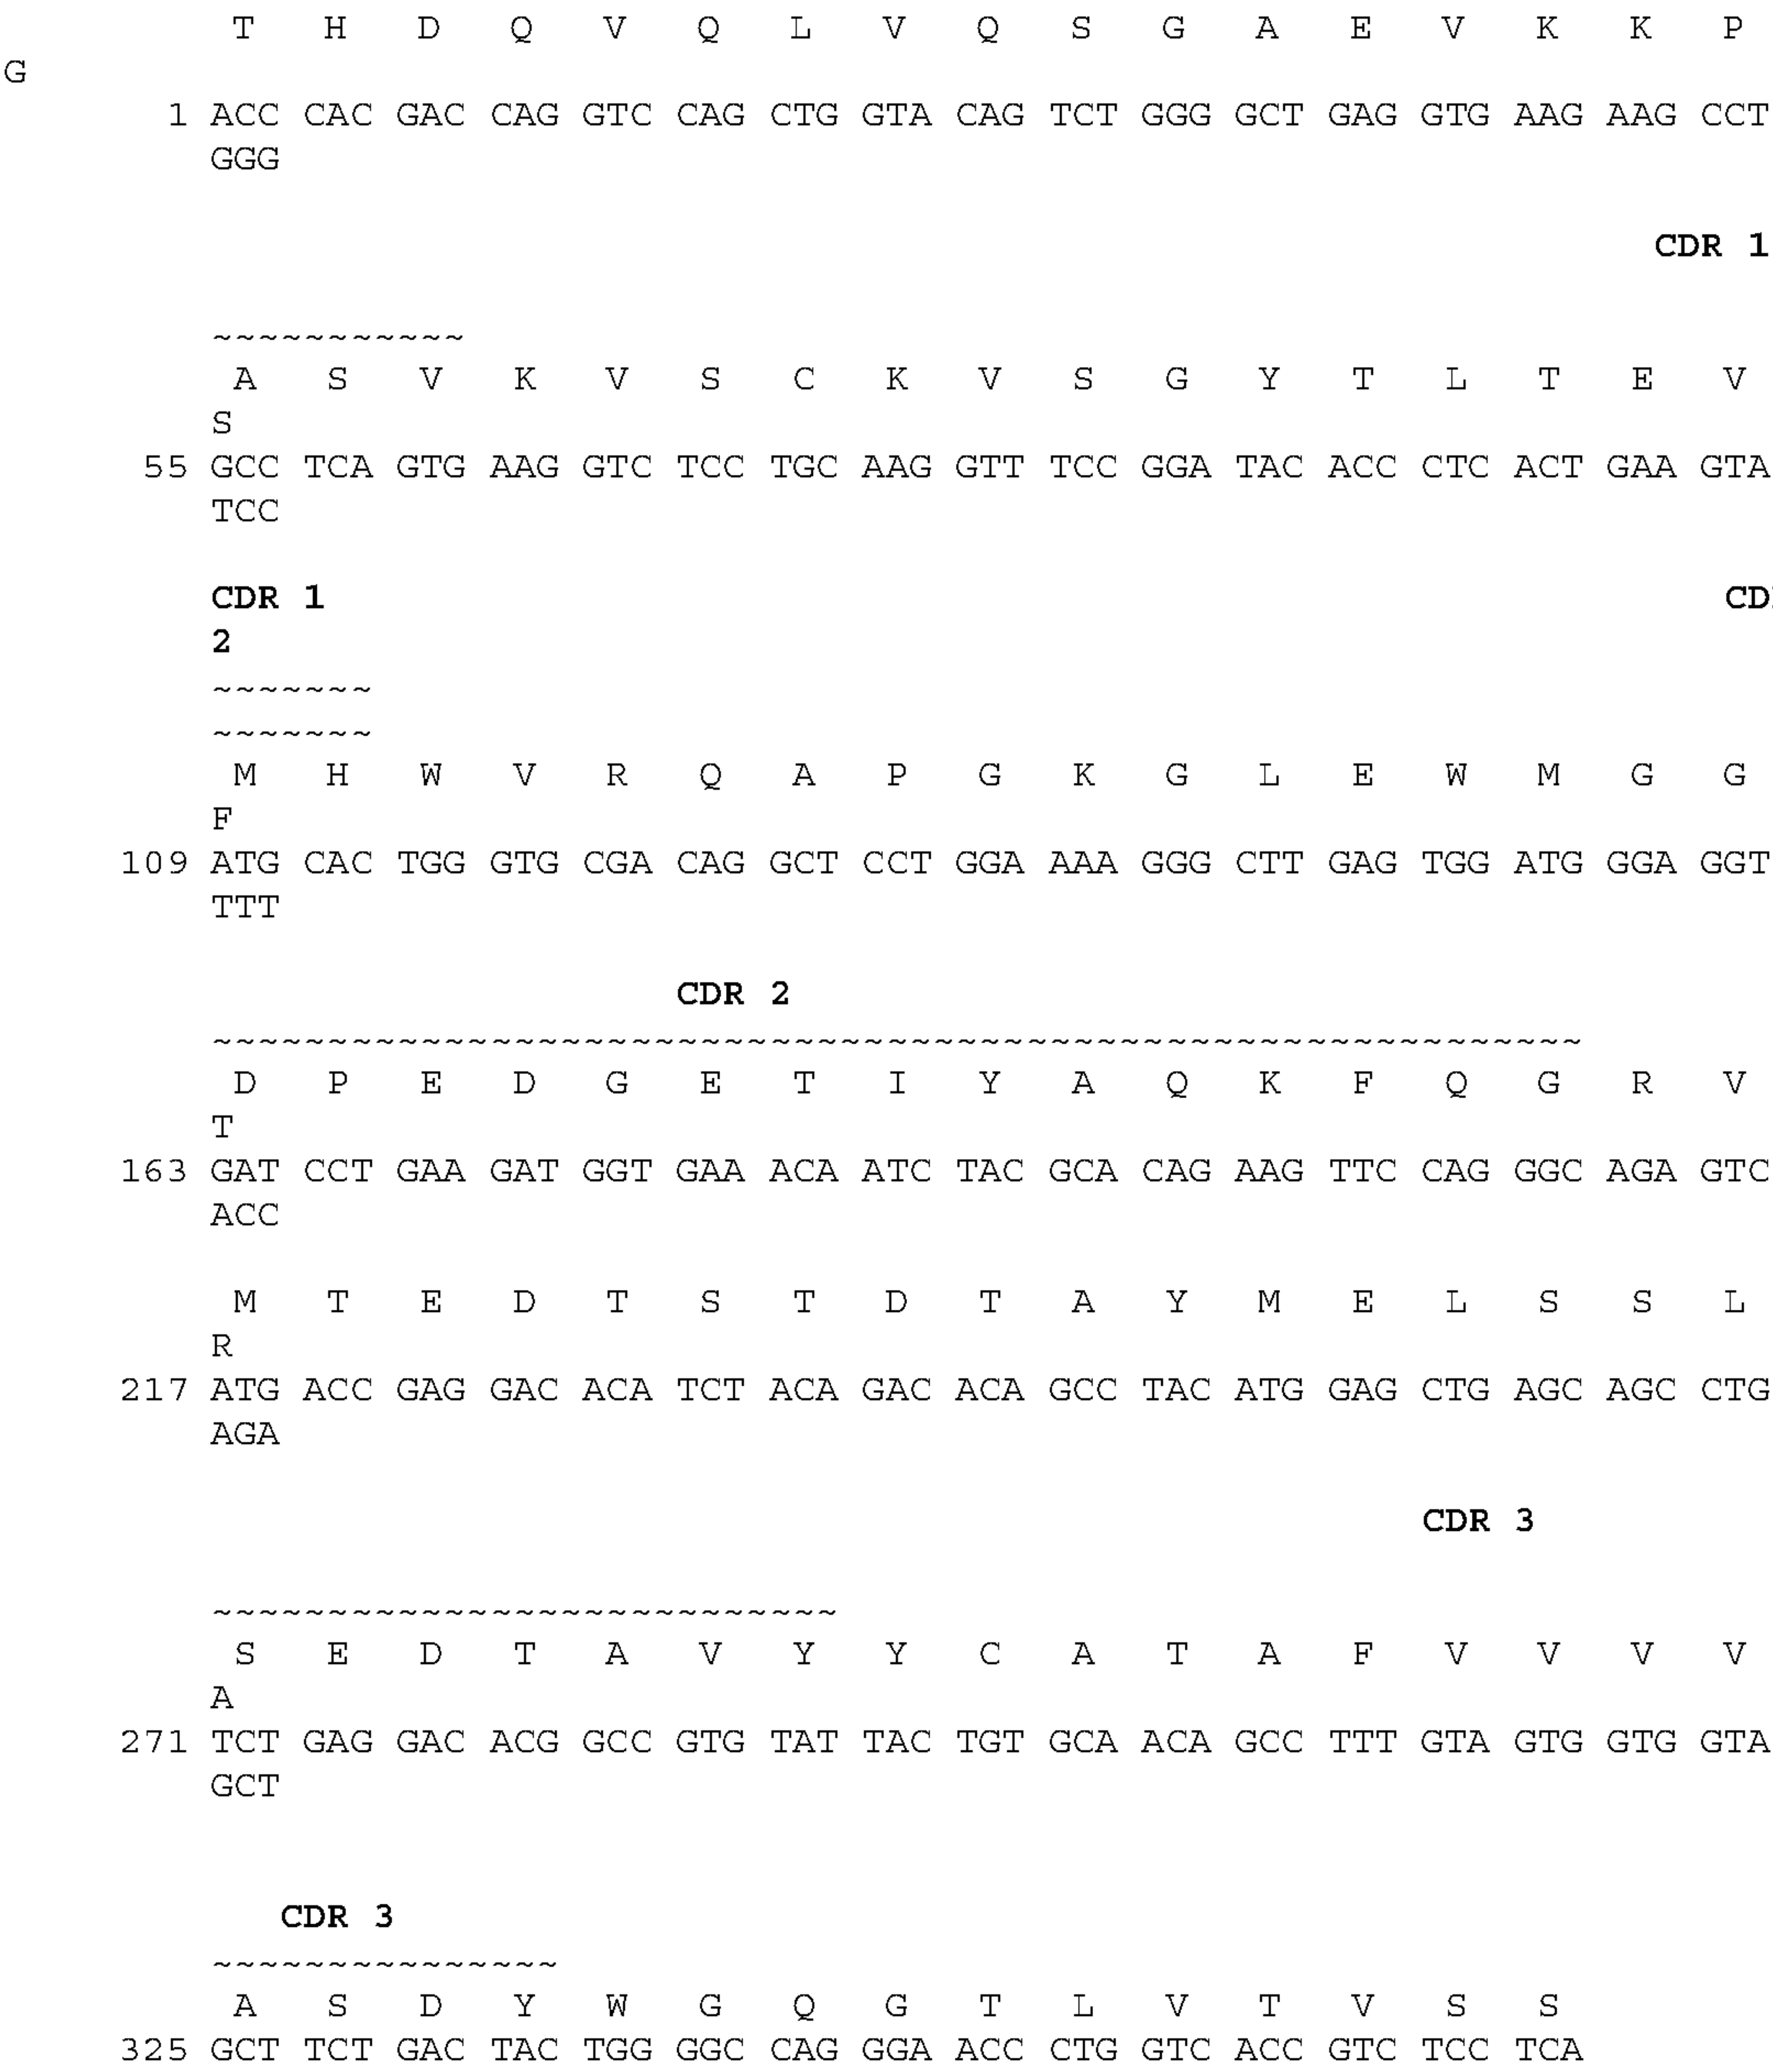 T H D Q V Q L V Q S G A E V K K P
G
1 ACC CAC GAC CAG GTC CAG CTG GTA CAG TCT GGG GCT GAG GTG AAG AAG CCT
GGG
CDR 1
~~~~~~~~~~~
A S V K V S C K V S G Y T L T E V
S
55 GCC TCA GTG AAG GTC TCC TGC AAG GTT TCC GGA TAC ACC CTC ACT GAA GTA
TCC
CDR 1 CD
2
~~~~~~~
~~~~~~~
M H W V R Q A P G K G L E W M G G
F
109 ATG CAC TGG GTG CGA CAG GCT CCT GGA AAA GGG CTT GAG TGG ATG GGA GGT
TTT
CDR 2
~~~~~~~~~~~~~~~~~~~~~~~~~~~~~~~~~~~~~~~~~~~~~~~~~~~~~~~~~~~
D P E D G E T I Y A Q K F Q G R V
T
163 GAT CCT GAA GAT GGT GAA ACA ATC TAC GCA CAG AAG TTC CAG GGC AGA GTC
ACC
M T E D T S T D T A Y M E L S S L
R
217 ATG ACC GAG GAC ACA TCT ACA GAC ACA GCC TAC ATG GAG CTG AGC AGC CTG
AGA
CDR 3
~~~~~~~~~~~~~~~~~~~~~~~~~~~
S E D T A V Y Y C A T A F V V V V
A
271 TCT GAG GAC ACG GCC GTG TAT TAC TGT GCA ACA GCC TTT GTA GTG GTG GTA
GCT
CDR 3
~~~~~~~~~~~~~~~
A S D Y W G Q G T L V T V S S
325 GCT TCT GAC TAC TGG GGC CAG GGA ACC CTG GTC ACC GTC TCC TCA